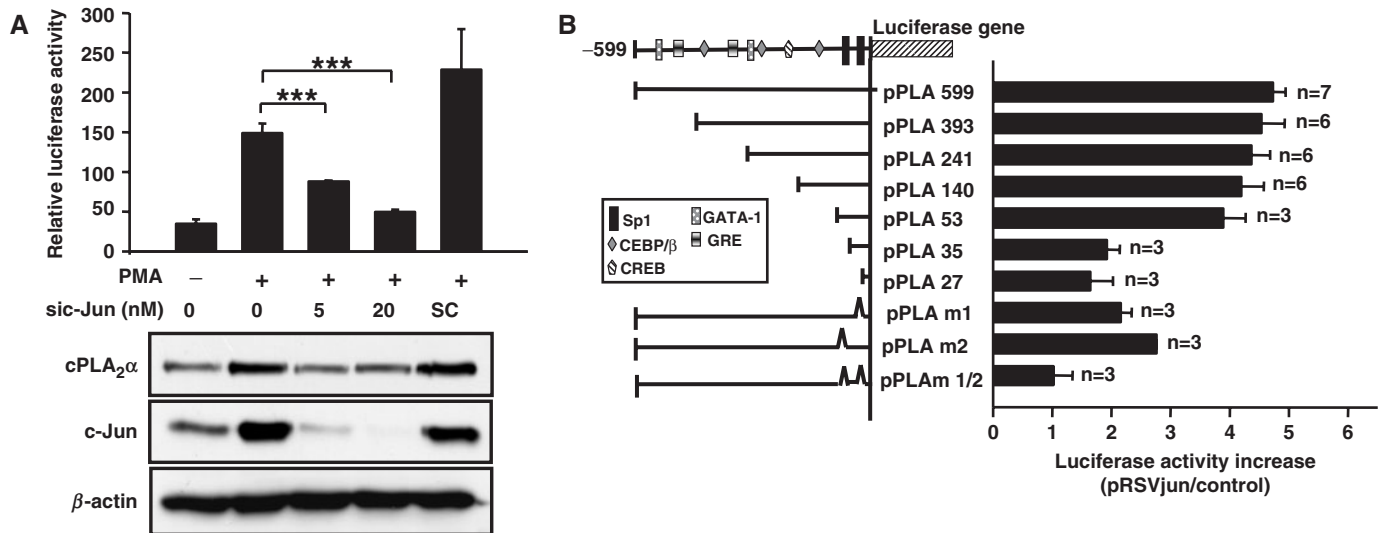 A
Relative luciferase activity
300
250
200
150
100
50
0
***
***
PMA – + + + +
sic-Jun (nM) 0 0 5 20 SC
cPLA2α
c-Jun
β-actin
B
Luciferase gene
–599
pPLA 599 n=7
pPLA 393 n=6
pPLA 241 n=6
pPLA 140 n=6
pPLA 53 n=3
pPLA 35 n=3
pPLA 27 n=3
pPLA m1 n=3
pPLA m2 n=3
pPLAm 1/2 n=3
Sp1 GATA-1
CEBP/β GRE
CREB
0 1 2 3 4 5 6
Luciferase activity increase
(pRSVjun/control)